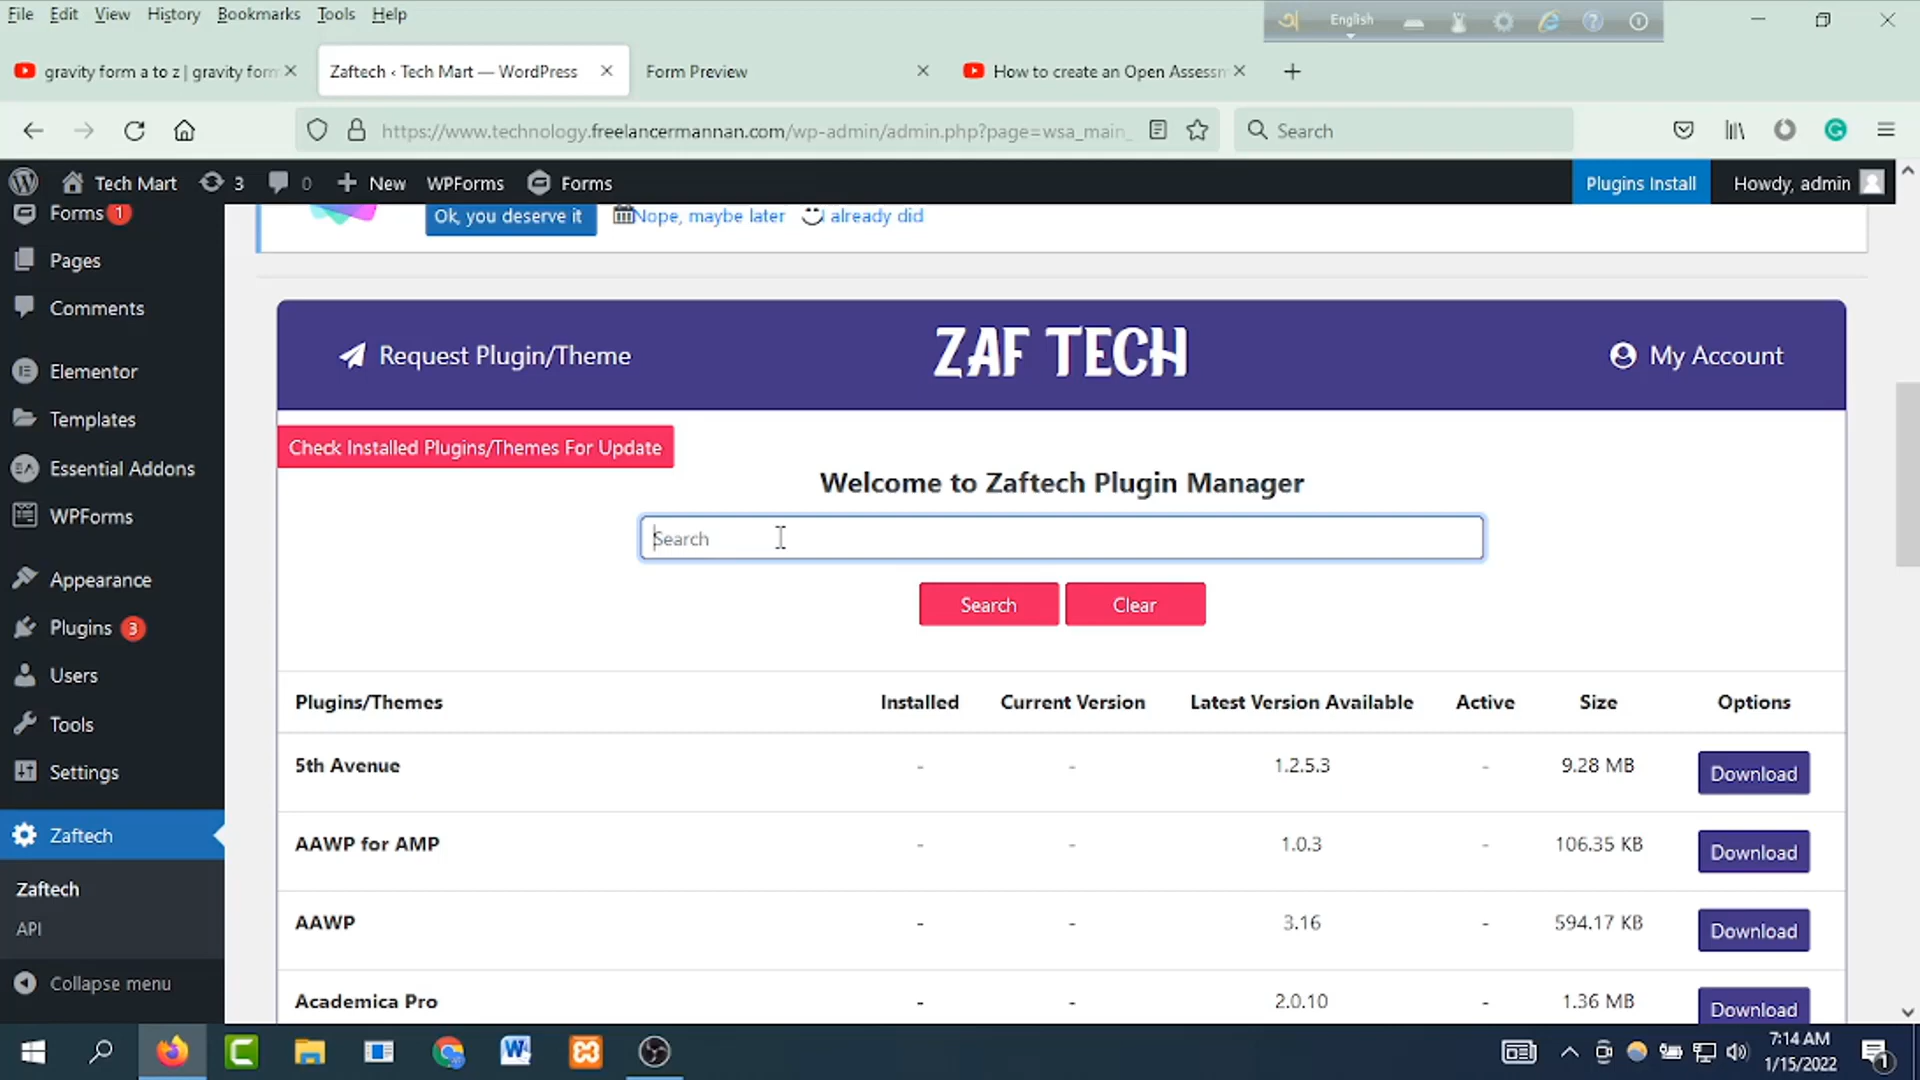 File Edit View History Bookmarks Tools Help
English
gravity form a to z | gravity form
Zaftech ‹ Tech Mart — WordPress
Form Preview
How to create an Open Assessm
https://www.technology.freelancermannan.com/wp-admin/admin.php?page=wsa_main_
Search
Tech Mart 3 0 New WPForms Forms Plugins Install Howdy, admin
Forms 1
Ok, you deserve it Nope, maybe later already did
Pages
Comments
Elementor
Templates
Essential Addons
WPForms
Appearance
Plugins 3
Users
Tools
Settings
Zaftech
Zaftech
API
Collapse menu
Request Plugin/Theme
ZAF TECH
My Account
Check Installed Plugins/Themes For Update
Welcome to Zaftech Plugin Manager
Search
Search Clear
Plugins/Themes Installed Current Version Latest Version Available Active Size Options
5th Avenue - - 1.2.5.3 - 9.28 MB Download
AAWP for AMP - - 1.0.3 - 106.35 KB Download
AAWP - - 3.16 - 594.17 KB Download
Academica Pro - - 2.0.10 - 1.36 MB Download
7:14 AM
1/15/2022
1